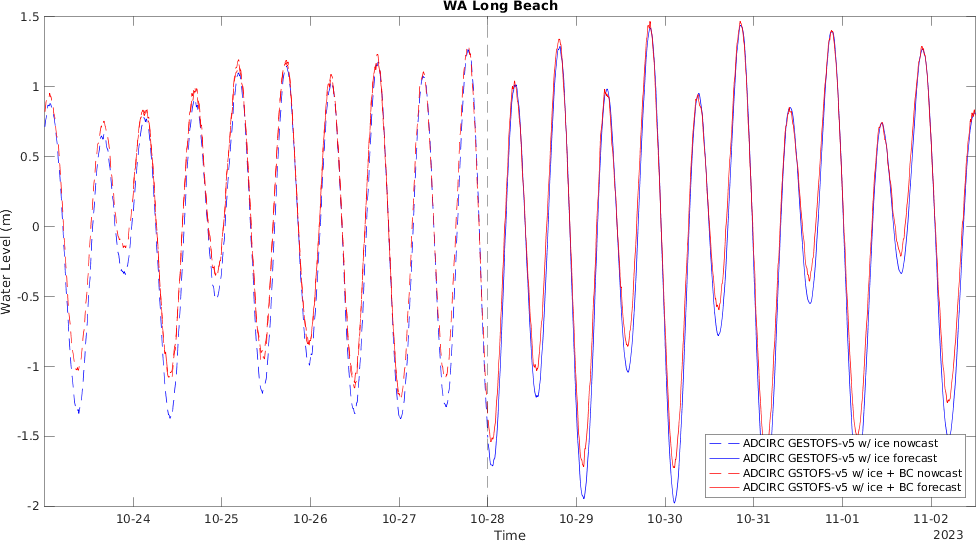 WA Long Beach
1.5
1
0.5
0
-0.5
-1
-1.5
-2
Water Level (m)
10-24 10-25 10-26 10-27 10-28 10-29 10-30 10-31 11-01 11-02
Time
2023
ADCIRC GESTOFS-v5 w/ ice nowcast
ADCIRC GESTOFS-v5 w/ ice forecast
ADCIRC GSTOFS-v5 w/ ice + BC nowcast
ADCIRC GSTOFS-v5 w/ ice + BC forecast